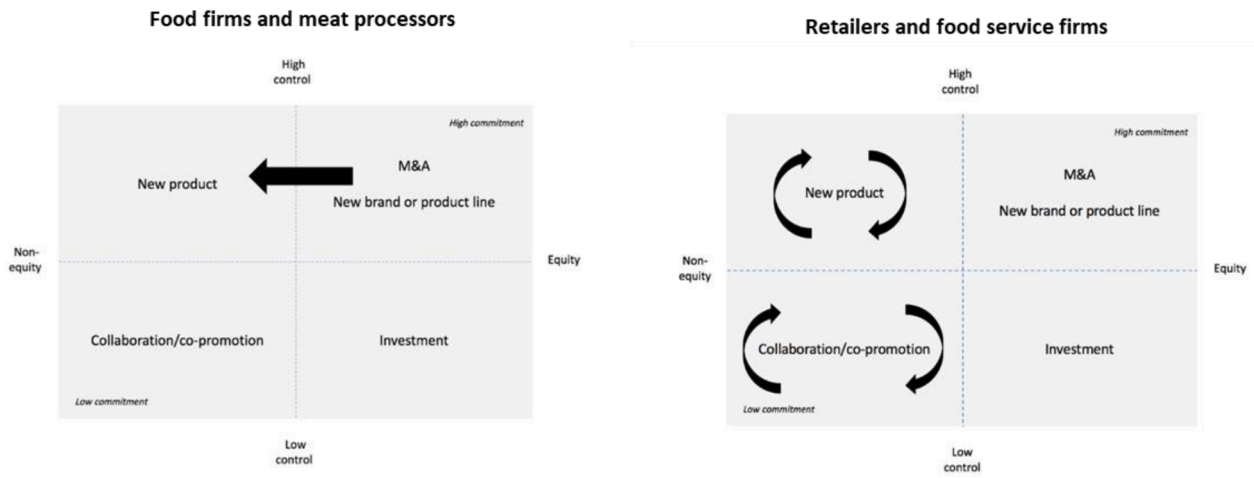 Food firms and meat processors
High
control
High commitment
M&A
New product
New brand or product line
Non-
equity
Equity
Collaboration/co-promotion
Investment
Low commitment
Low
control
Retailers and food service firms
High
control
High commitment
M&A
New product
New brand or product line
Non-
equity
Equity
Collaboration/co-promotion
Investment
Low commitment
Low
control